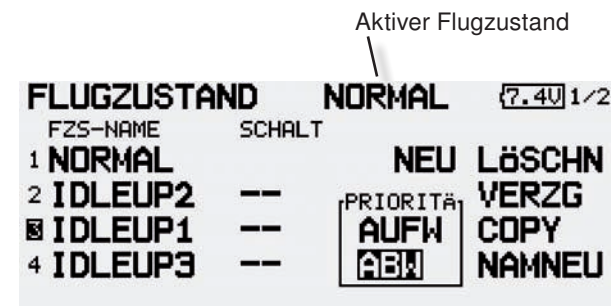 Aktiver Flugzustand
FLUGZUSTAND NORMAL 7.4V 1/2
FZS-NAME SCHALT
1 NORMAL NEU LöSCHN
2 IDLEUP2 -- PRIORITÄ VERZG
3 IDLEUP1 -- AUFW COPY
4 IDLEUP3 -- ABW NAMNEU